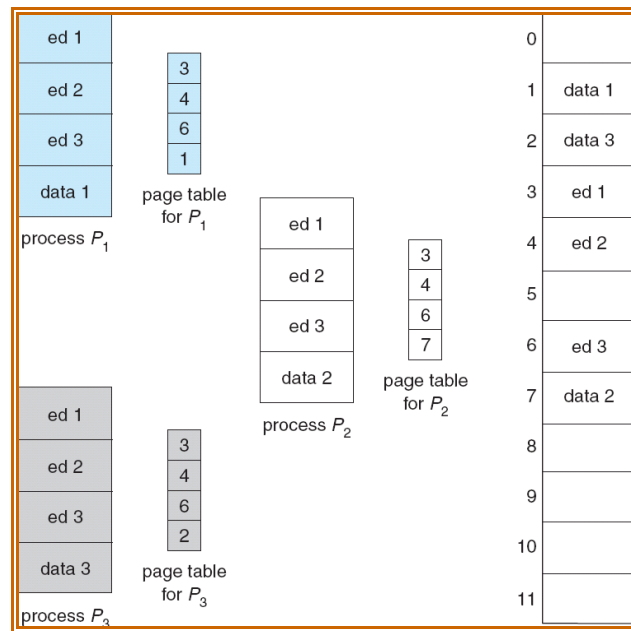 ed 1
ed 2
ed 3
data 1
process P1
3
4
6
1
page table
for P1
ed 1
ed 2
ed 3
data 2
process P2
3
4
6
7
page table
for P2
ed 1
ed 2
ed 3
data 3
process P3
3
4
6
2
page table
for P3
0
1 data 1
2 data 3
3 ed 1
4 ed 2
5
6 ed 3
7 data 2
8
9
10
11